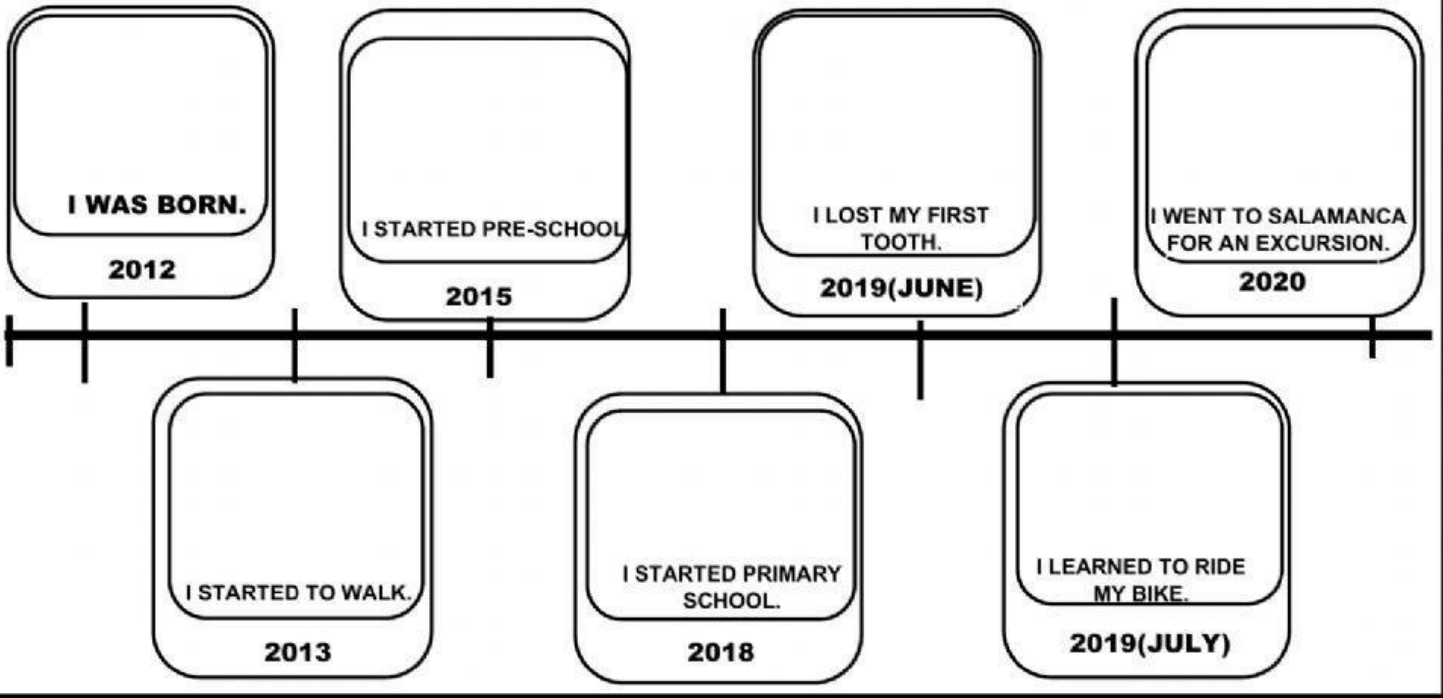 I WAS BORN.
2012
I STARTED PRE-SCHOOL
2015
I LOST MY FIRST
TOOTH.
2019(JUNE)
I WENT TO SALAMANCA
FOR AN EXCURSION.
2020
I STARTED TO WALK.
2013
I STARTED PRIMARY
SCHOOL.
2018
I LEARNED TO RIDE
MY BIKE.
2019(JULY)